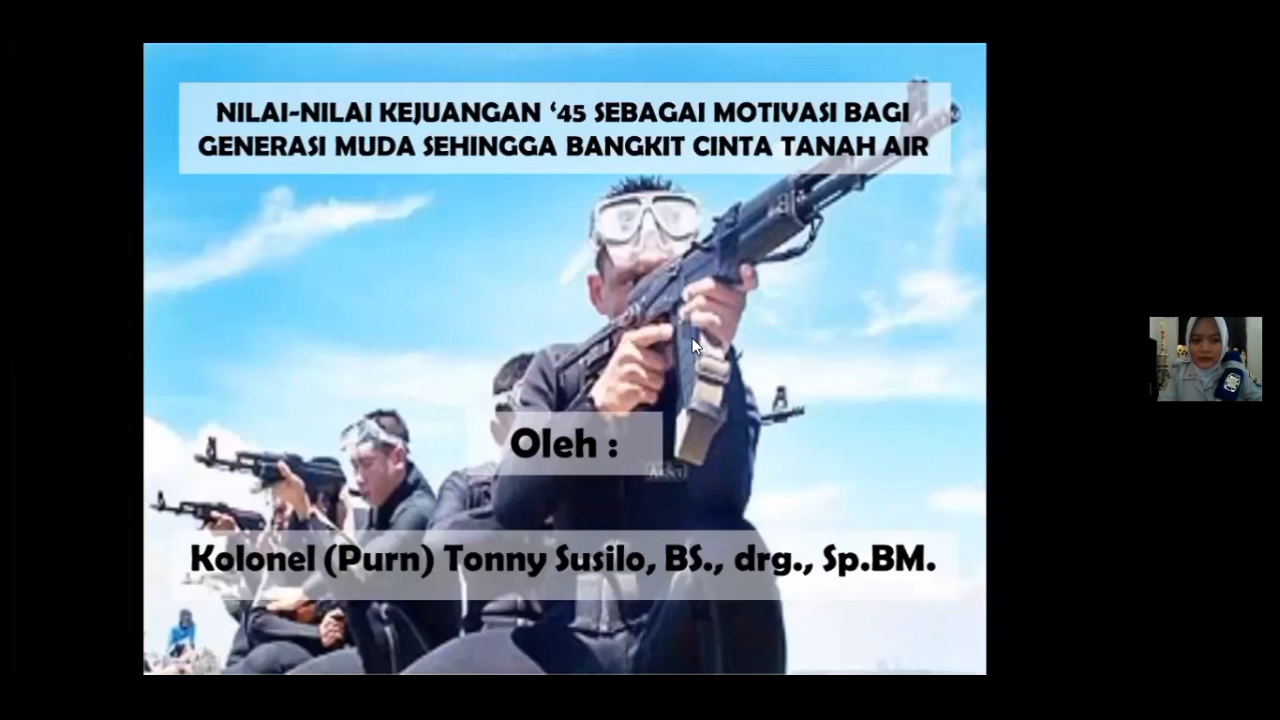 NILAI-NILAI KEJUANGAN ‘45 SEBAGAI MOTIVASI BAGI
GENERASI MUDA SEHINGGA BANGKIT CINTA TANAH AIR
Oleh :
Kolonel (Purn) Tonny Susilo, BS., drg., Sp.BM.